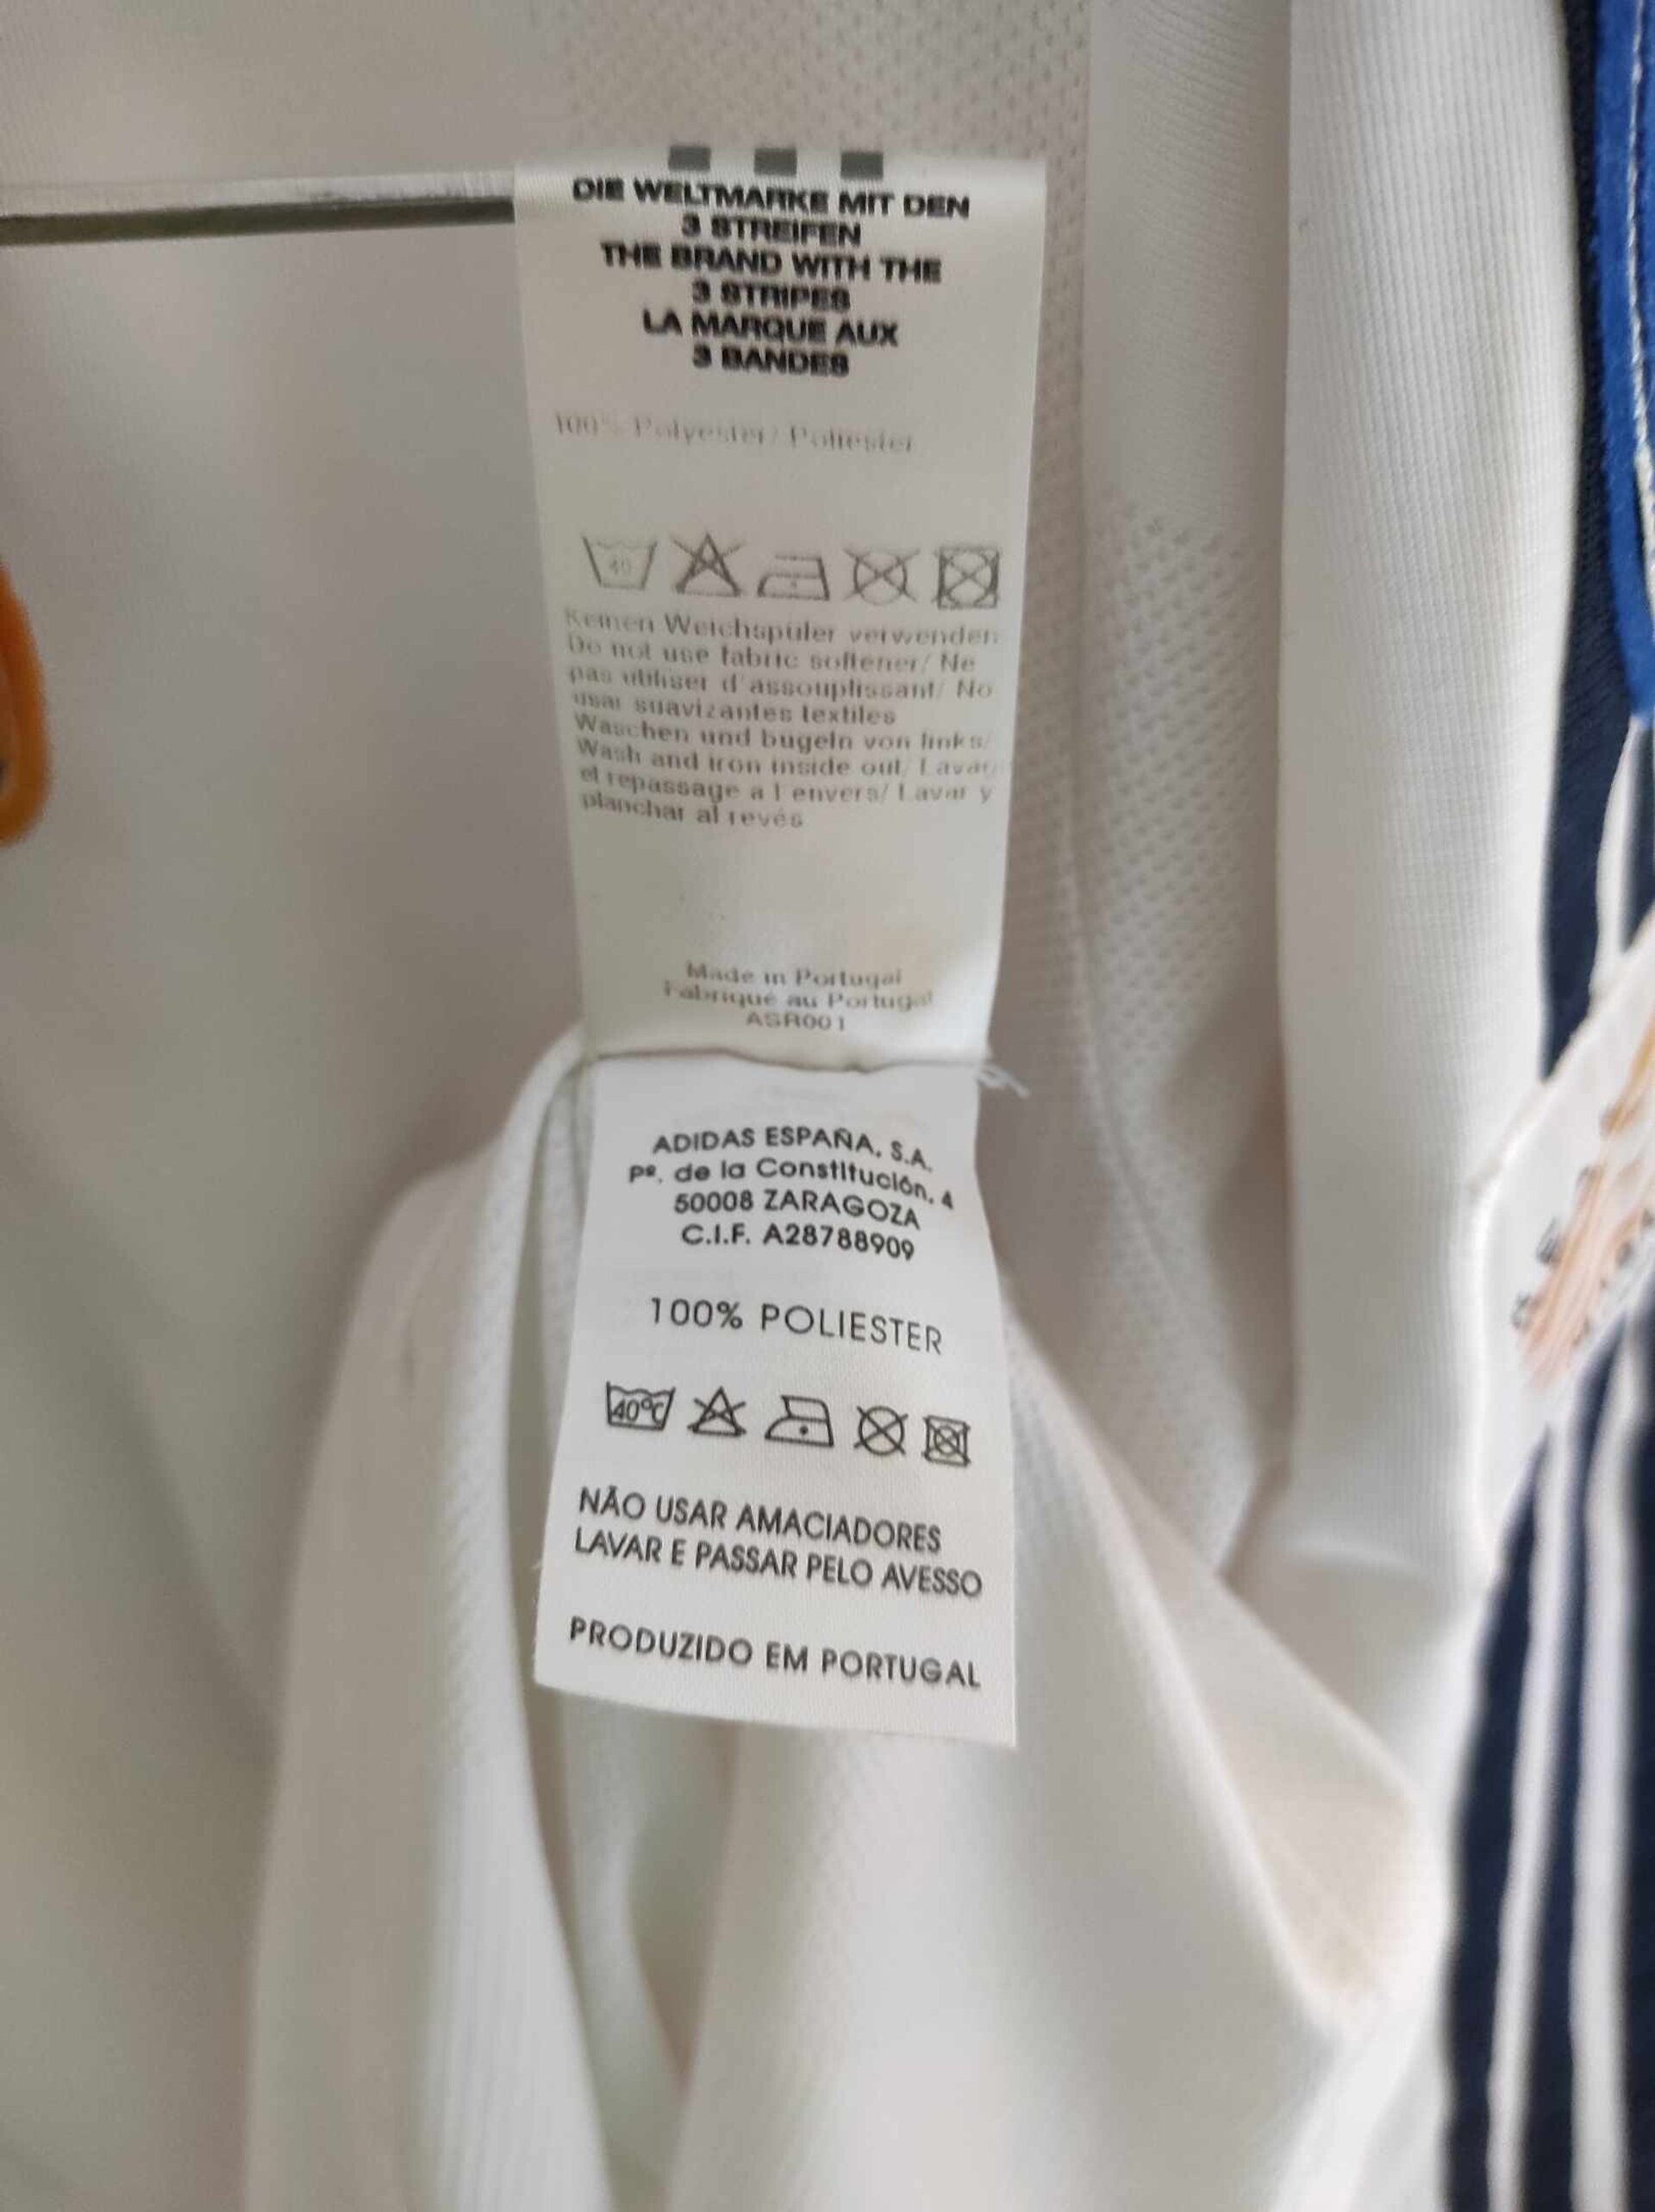 DIE WELTMARKE MIT DEN
3 STREIFEN
THE BRAND WITH THE
3 STRIPES
LA MARQUE AUX
3 BANDES
100% Polyester/ Poliester
40
Keinen Weichspüler verwenden
Do not use fabric softener/ Ne
pas utiliser d'assouplissant/ No
usar suavizantes textiles
Waschen und bugeln von links/
Wash and iron inside out/ Lavag
et repassage a l envers/ Lavar y
planchar al revés
Made in Portugal
Fabriqué au Portugal
ASR001
ADIDAS ESPAÑA, S.A.
Pº. de la Constitución, 4
50008 ZARAGOZA
C.I.F. A28788909
100% POLIESTER
40ºC
NÃO USAR AMACIADORES
LAVAR E PASSAR PELO AVESSO
PRODUZIDO EM PORTUGAL